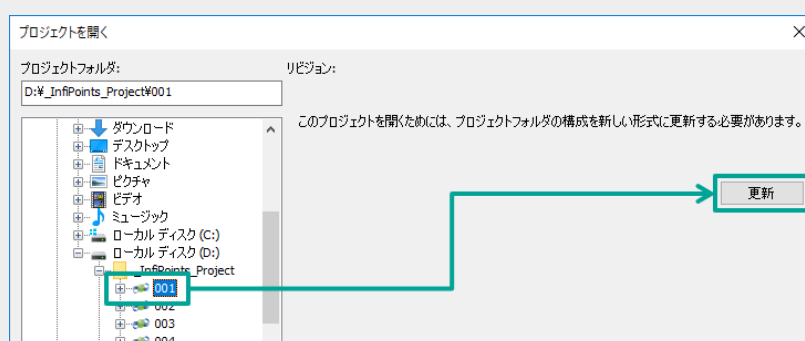 プロジェクトを開く
プロジェクトフォルダ:
リビジョン:
D:¥_InfiPoints_Project¥001
このプロジェクトを開くためには、プロジェクトフォルダの構成を新しい形式に更新する必要があります。
ダウンロード
デスクトップ
ドキュメント
ピクチャ
ビデオ
ミュージック
ローカル ディスク (C:)
ローカル ディスク (D:)
_InfiPoints_Project
001
002
003
004
更新